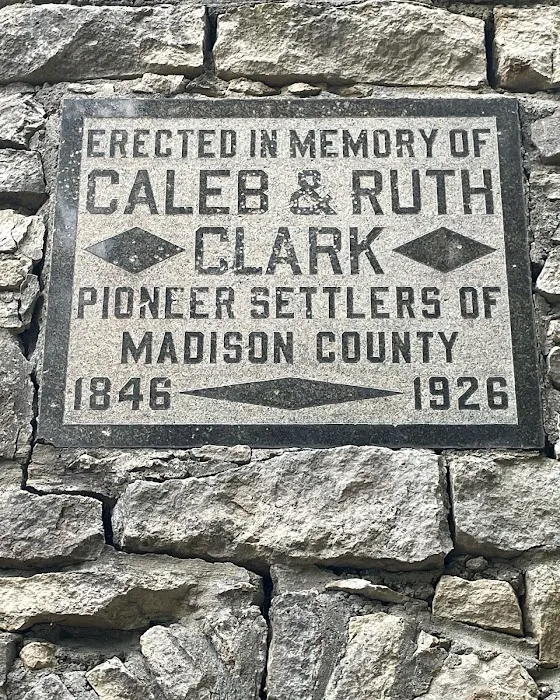 ERECTED IN MEMORY OF
CALEB & RUTH
CLARK
PIONEER SETTLERS OF
MADISON COUNTY
1846 1926